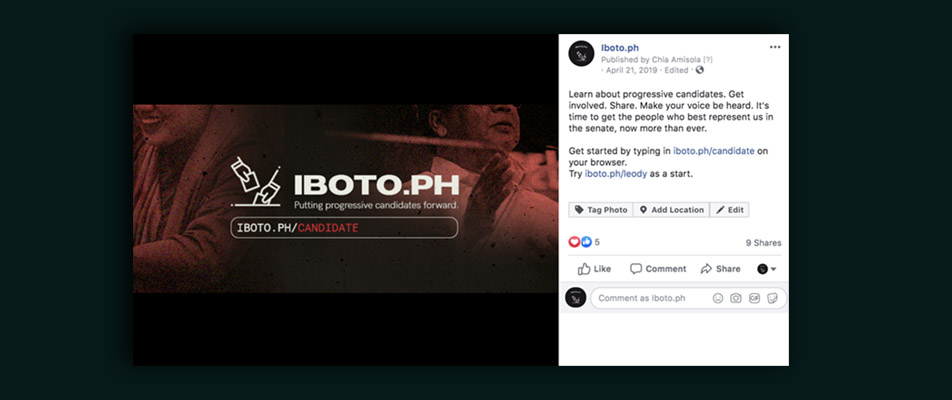 IBOTO.PH
Putting progressive candidates forward.
IBOTO.PH/CANDIDATE
Iboto.ph
Published by Chia Amisola [?]
· April 21, 2019 · Edited ·
Learn about progressive candidates. Get
involved. Share. Make your voice be heard. It's
time to get the people who best represent us in
the senate, now more than ever.
Get started by typing in iboto.ph/candidate on
your browser.
Try iboto.ph/leody as a start.
Tag Photo
Add Location
Edit
5
9 Shares
Like
Comment
Share
Comment as Iboto.ph
GIF